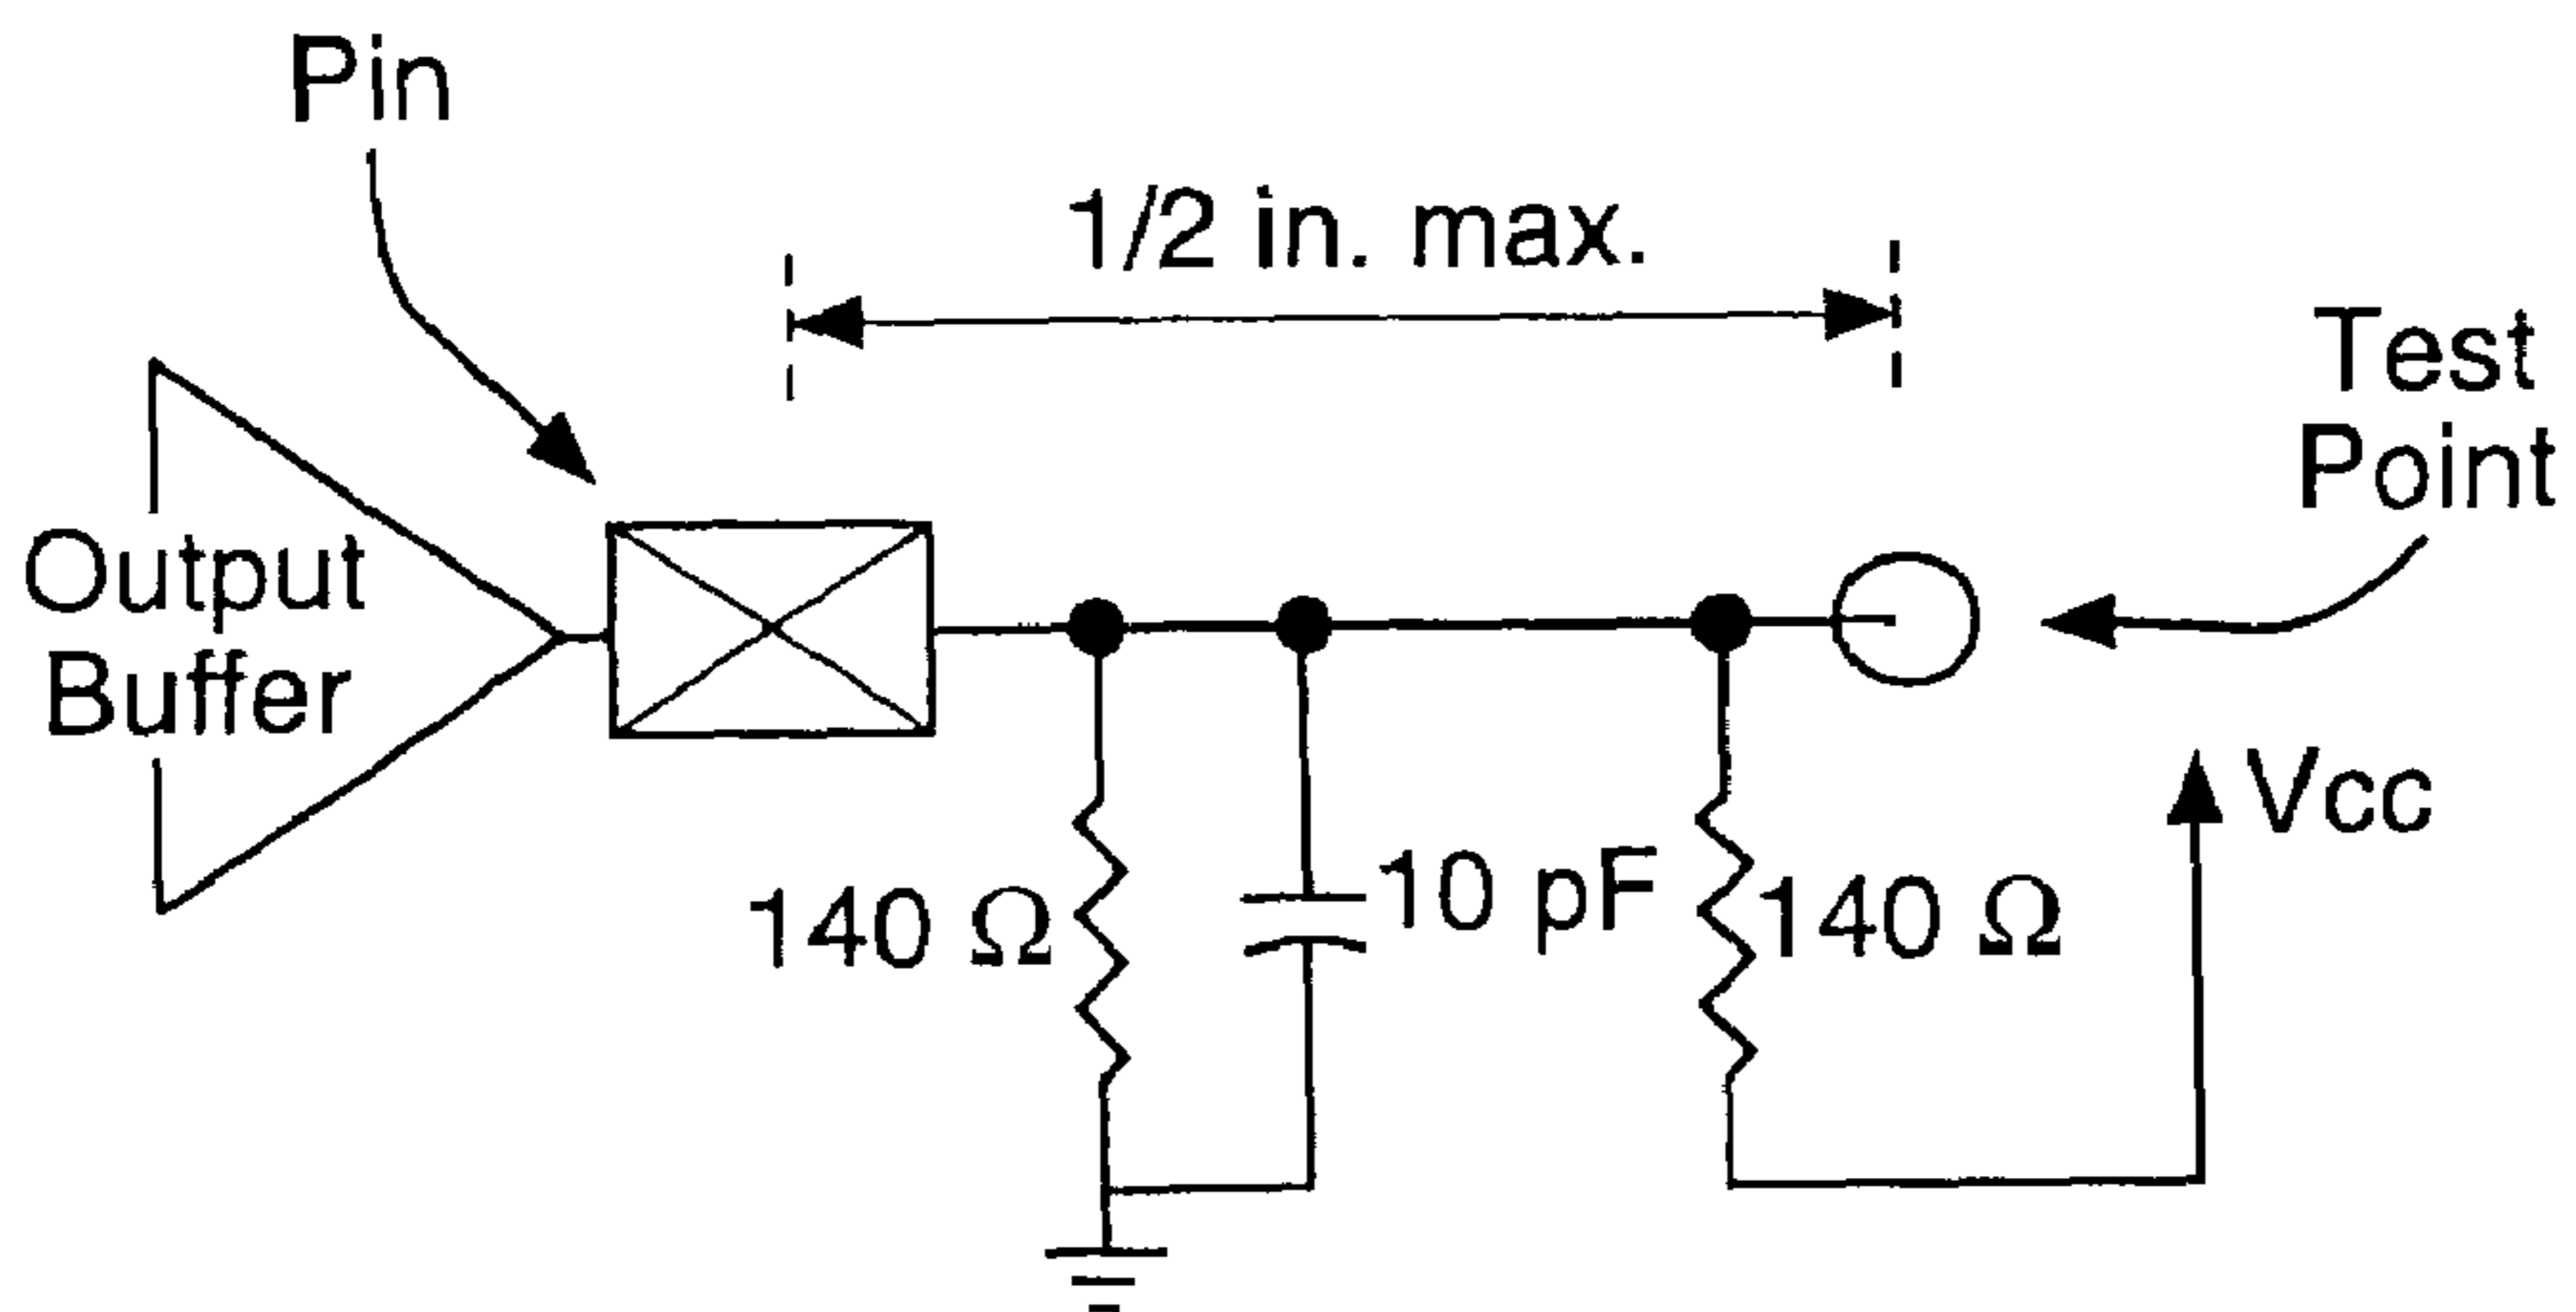 Pin
1/2 in. max.
Test
Point
Output
Buffer
Vcc
140 Ω
10 pF
140 Ω